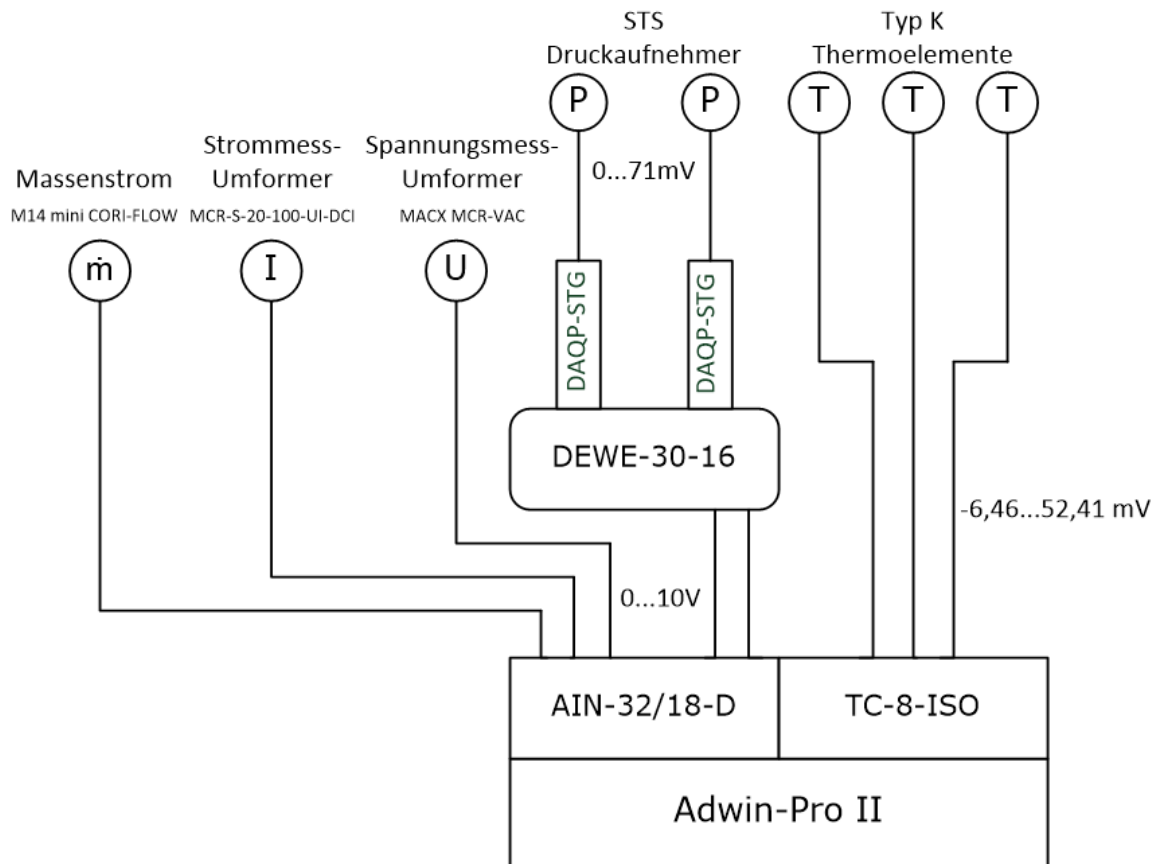 STS
Druckaufnehmer
Typ K
Thermoelemente
P
P
T
T
T
Strommess-
Umformer
Spannungsmess-
Umformer
0...71mV
Massenstrom
M14 mini CORI-FLOW
MCR-S-20-100-UI-DCI
MACX MCR-VAC
ṁ
I
U
DAQP-STG
DAQP-STG
DEWE-30-16
-6,46...52,41 mV
0...10V
AIN-32/18-D
TC-8-ISO
Adwin-Pro II